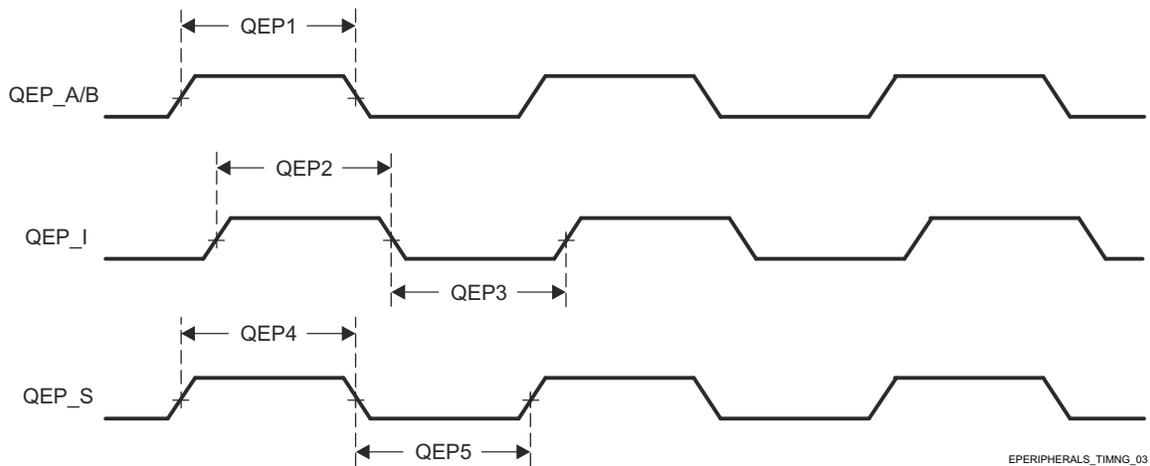 QEP1
QEP_A/B
QEP2
QEP_I
QEP3
QEP4
QEP_S
QEP5
EPERIPHERALS_TIMNG_03